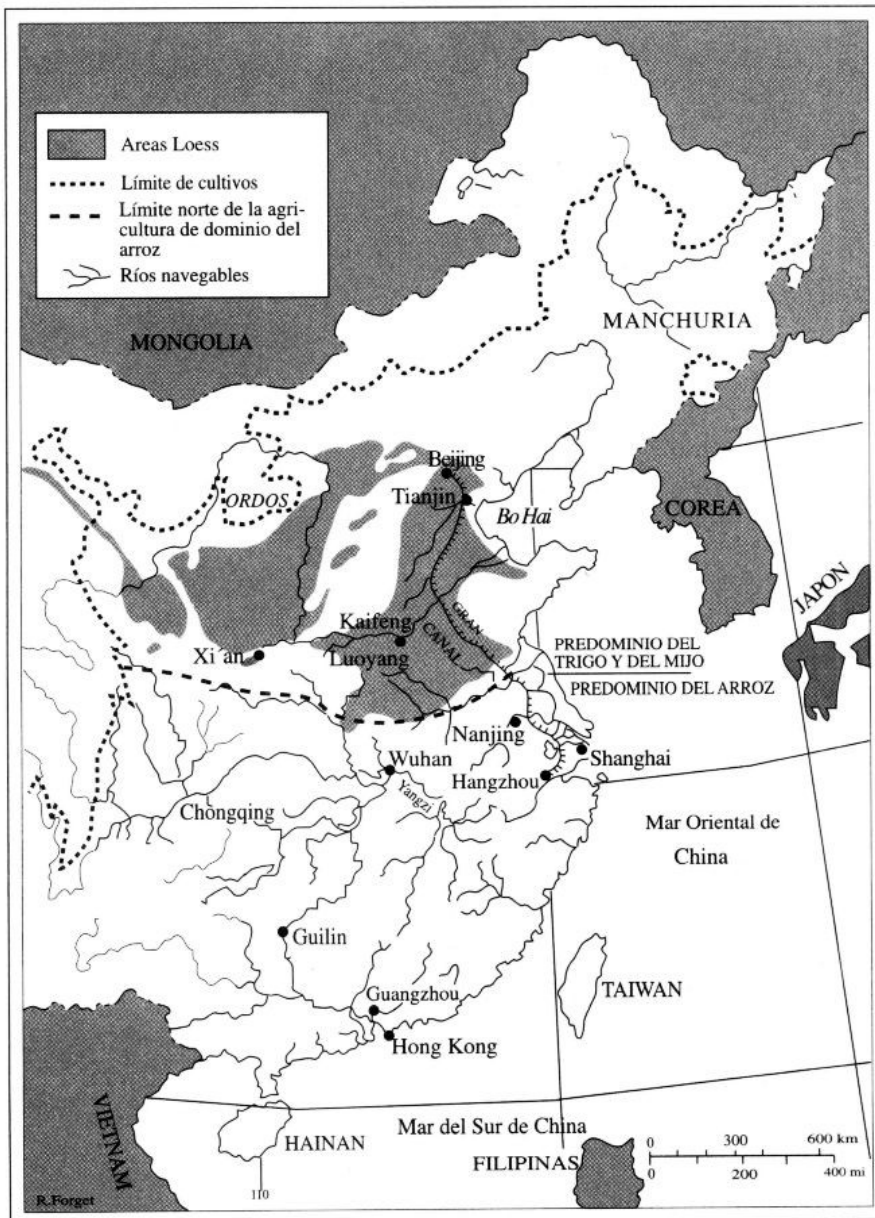 Areas Loess
Límite de cultivos
Límite norte de la agri-
cultura de dominio del
arroz
Ríos navegables
MONGOLIA
MANCHURIA
Beijing
ORDOS
Tianjin
Bo Hai
COREA
JAPON
Kaifeng
GRAN
CANAL
Xi´an
Luoyang
PREDOMINIO DEL
TRIGO Y DEL MIJO
PREDOMINIO DEL ARROZ
Nanjing
Wuhan
Shanghai
Hangzhou
Yangzi
Chongqing
Mar Oriental de
China
Guilin
TAIWAN
Guangzhou
Hong Kong
VIETNAM
Mar del Sur de China
HAINAN
FILIPINAS
0 300 600 km
0 200 400 mi
110
R.Forget